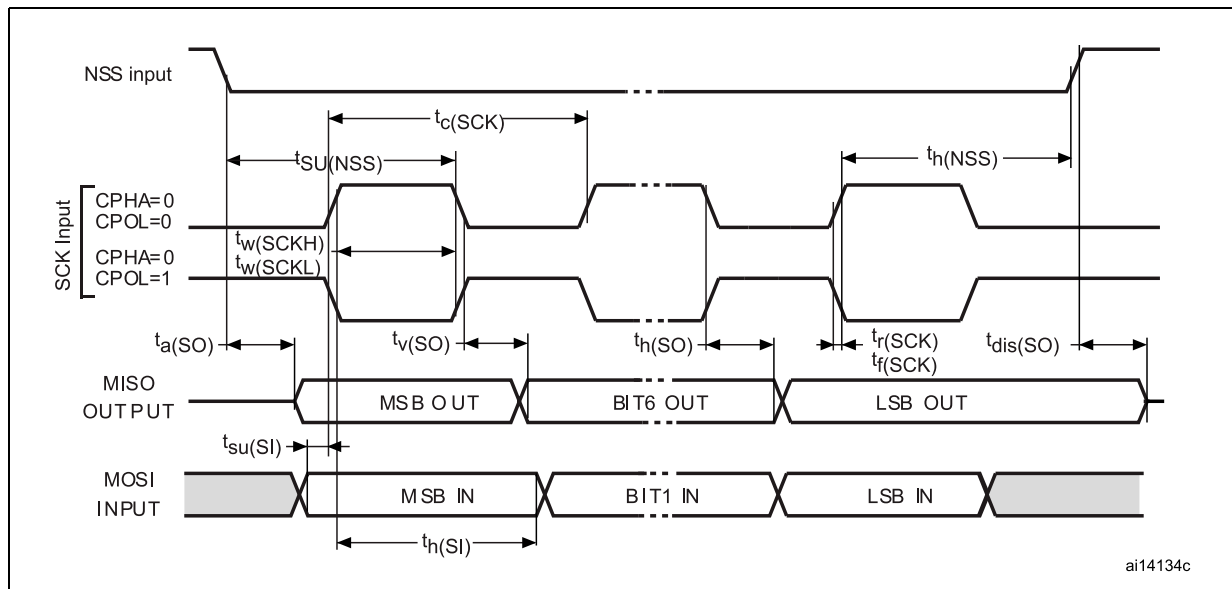 NSS input
tc(SCK)
tSU(NSS)
th(NSS)
SCK Input
CPHA=0
CPOL=0
tw(SCKH)
CPHA=0
tw(SCKL)
CPOL=1
ta(SO)
tv(SO)
th(SO)
tr(SCK)
tf(SCK)
tdis(SO)
MISO
OUTPUT
MSB OUT
BIT6 OUT
LSB OUT
tsu(SI)
MOSI
INPUT
MSB IN
BIT1 IN
LSB IN
th(SI)
ai14134c